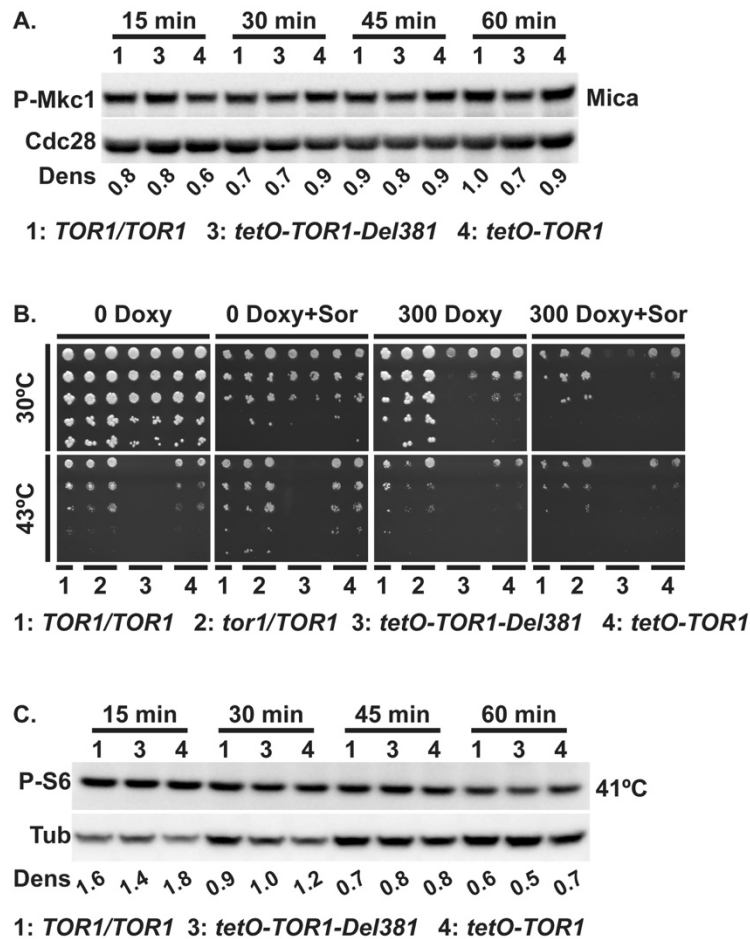 A.
15 min 30 min 45 min 60 min
1 3 4 1 3 4 1 3 4 1 3 4
P-Mkc1 Mica
Cdc28
Dens 0.8 0.8 0.6 0.7 0.7 0.9 0.9 0.8 0.9 1.0 0.7 0.9
1: TOR1/TOR1 3: tetO-TOR1-Del381 4: tetO-TOR1
B.
0 Doxy 0 Doxy+Sor 300 Doxy 300 Doxy+Sor
30ºC
43ºC
1 2 3 4 1 2 3 4 1 2 3 4 1 2 3 4
1: TOR1/TOR1 2: tor1/TOR1 3: tetO-TOR1-Del381 4: tetO-TOR1
C.
15 min 30 min 45 min 60 min
1 3 4 1 3 4 1 3 4 1 3 4
P-S6 41ºC
Tub
Dens 1.6 1.4 1.8 0.9 1.0 1.2 0.7 0.8 0.8 0.6 0.5 0.7
1: TOR1/TOR1 3: tetO-TOR1-Del381 4: tetO-TOR1